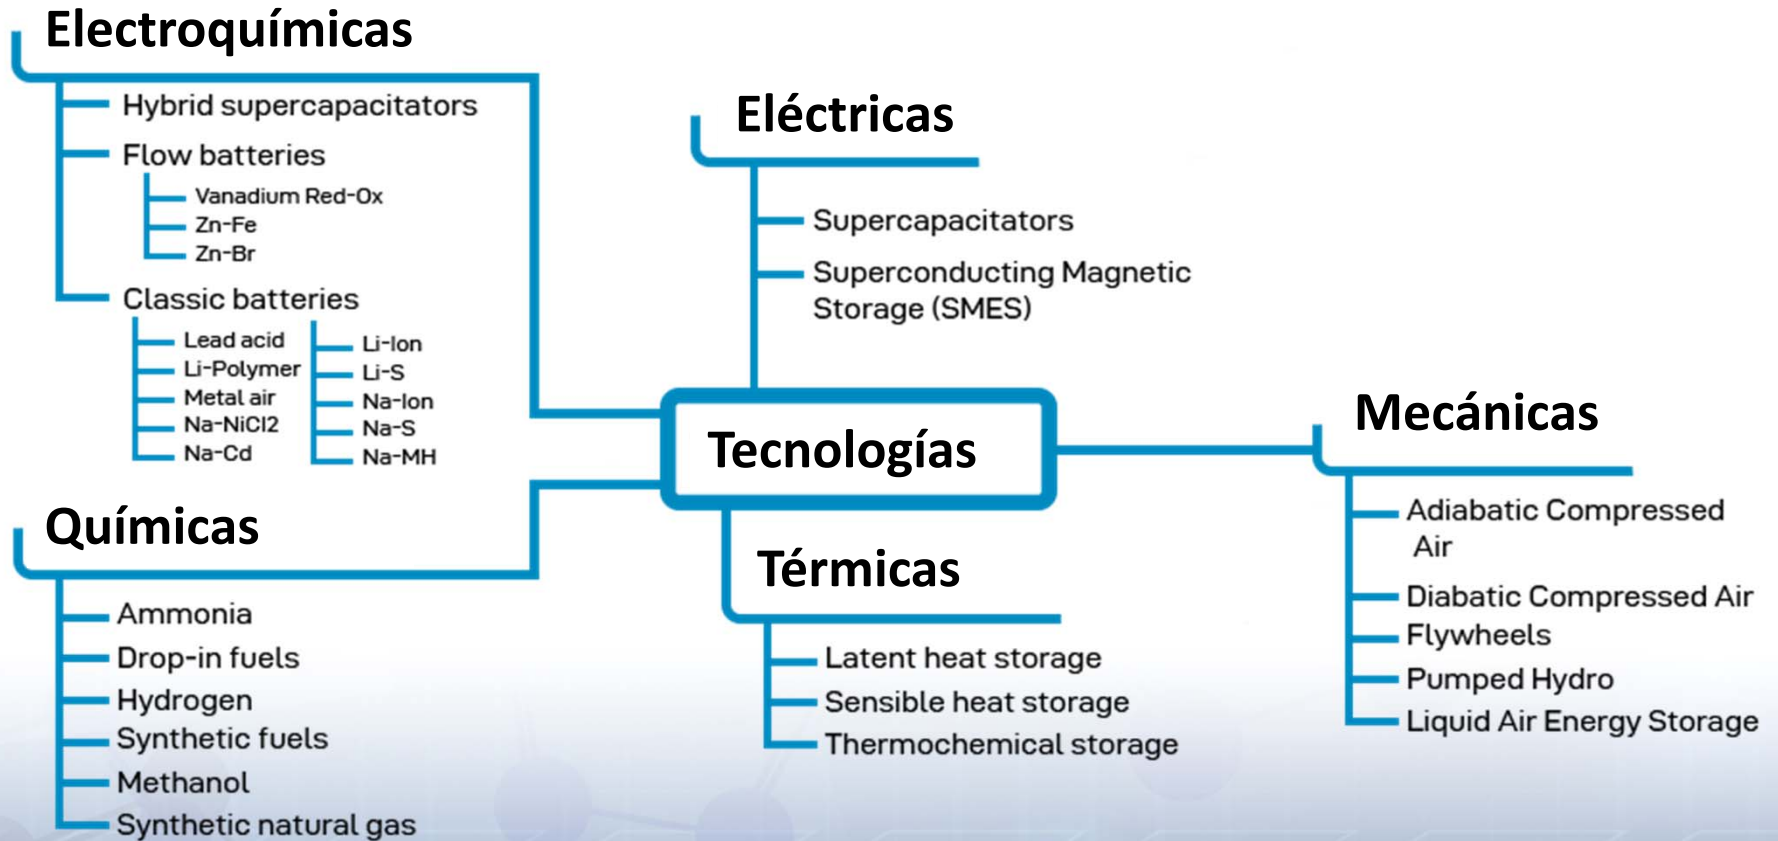 Electroquímicas
Hybrid supercapacitators
Flow batteries
Vanadium Red-Ox
Zn-Fe
Zn-Br
Classic batteries
Lead acid
Li-Polymer
Metal air
Na-NiCl2
Na-Cd
Li-Ion
Li-S
Na-Ion
Na-S
Na-MH
Químicas
Ammonia
Drop-in fuels
Hydrogen
Synthetic fuels
Methanol
Synthetic natural gas
Eléctricas
Supercapacitators
Superconducting Magnetic
Storage (SMES)
Tecnologías
Térmicas
Latent heat storage
Sensible heat storage
Thermochemical storage
Mecánicas
Adiabatic Compressed
Air
Diabatic Compressed Air
Flywheels
Pumped Hydro
Liquid Air Energy Storage